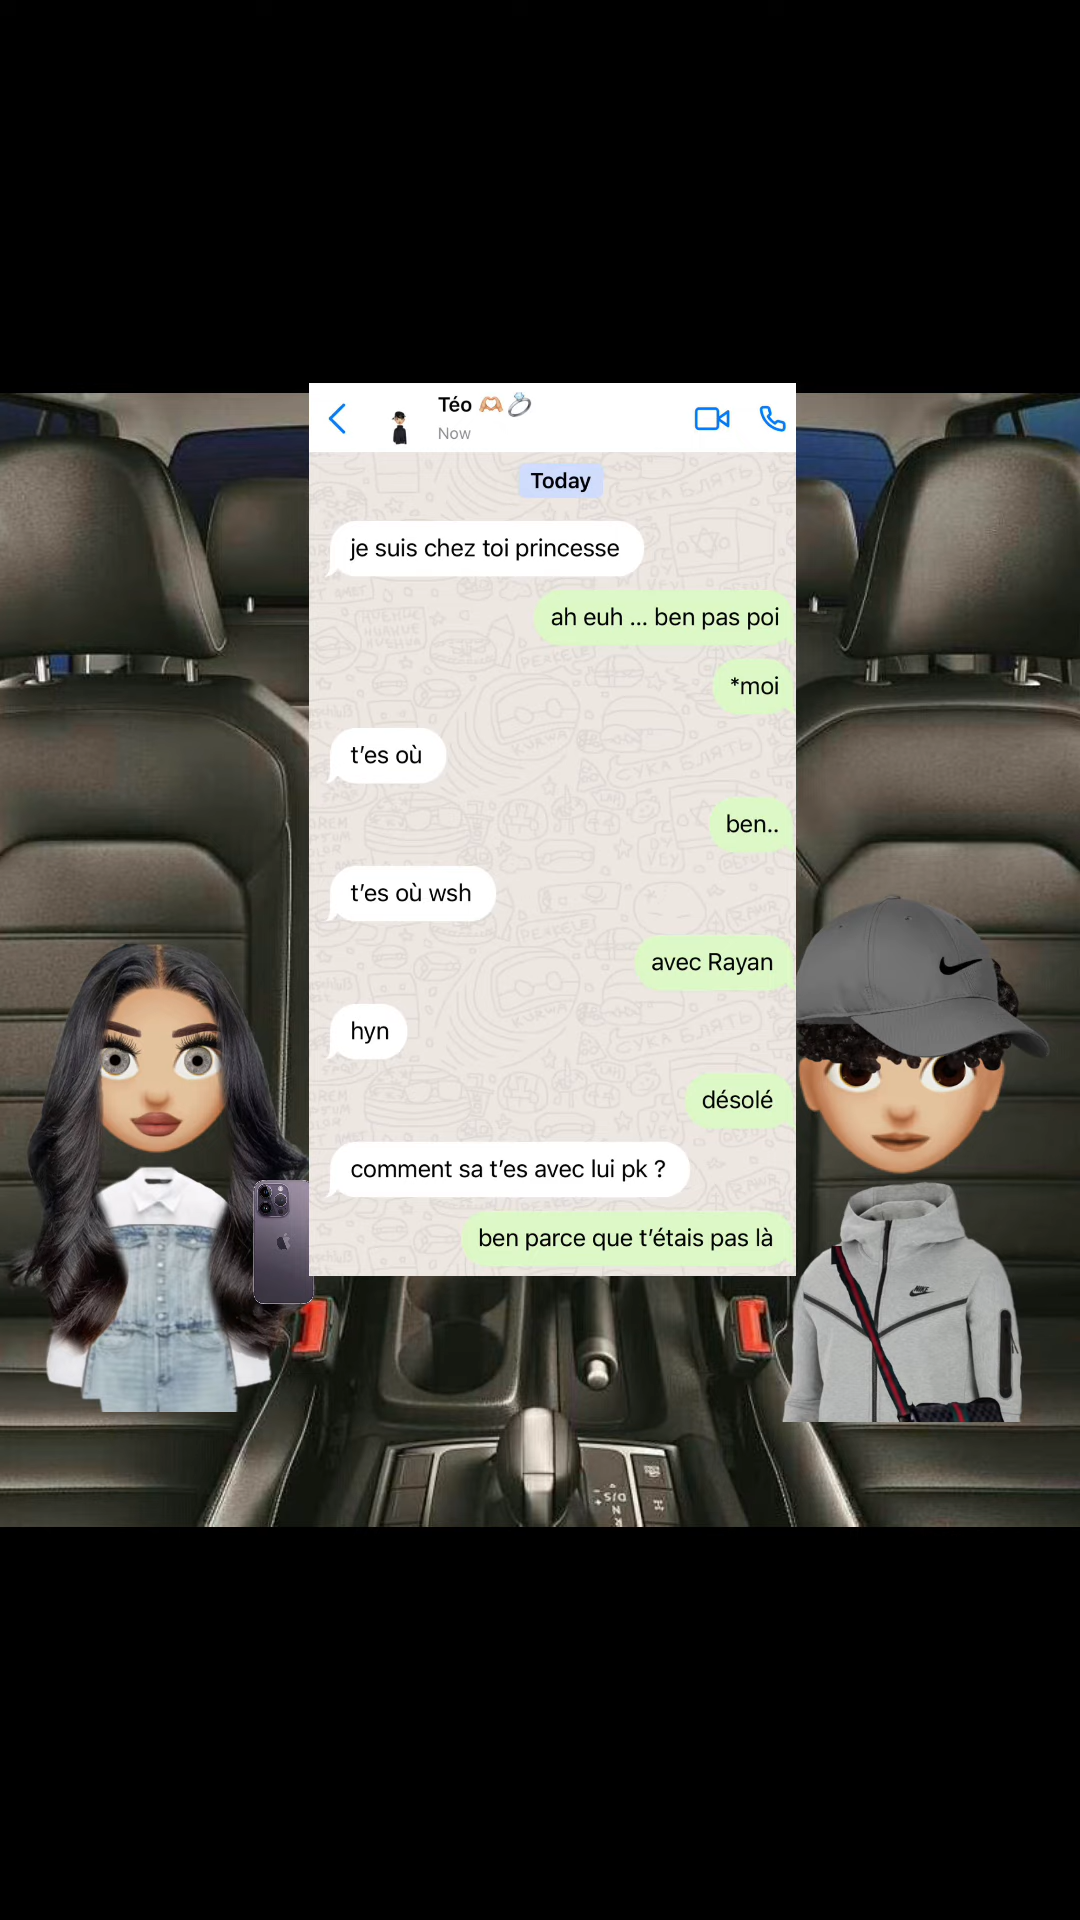 Téo 🫶🏼💍
Now
Today
je suis chez toi princesse
ah euh ... ben pas poi
*moi
t’es où
ben..
t’es où wsh
avec Rayan
hyn
désolé
comment sa t’es avec lui pk ?
ben parce que t’étais pas là